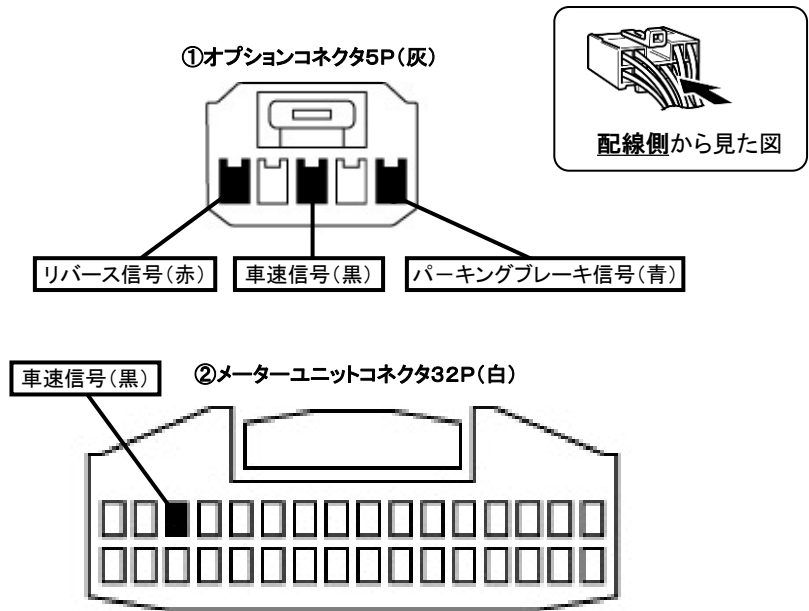 ①オプションコネクタ5P(灰)
配線側から見た図
リバース信号(赤)
車速信号(黒)
パーキングブレーキ信号(青)
車速信号(黒)
②メーターユニットコネクタ32P(白)